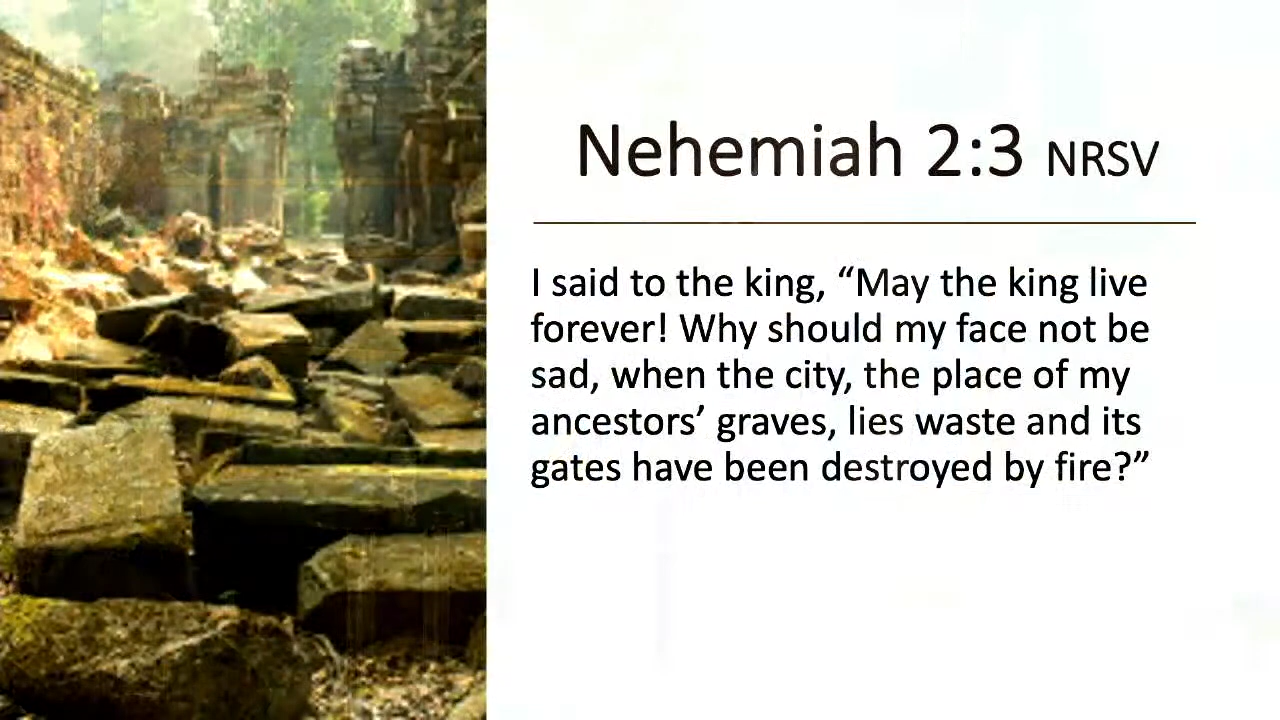 Nehemiah 2:3 NRSV
I said to the king, “May the king live
forever! Why should my face not be
sad, when the city, the place of my
ancestors’ graves, lies waste and its
gates have been destroyed by fire?”